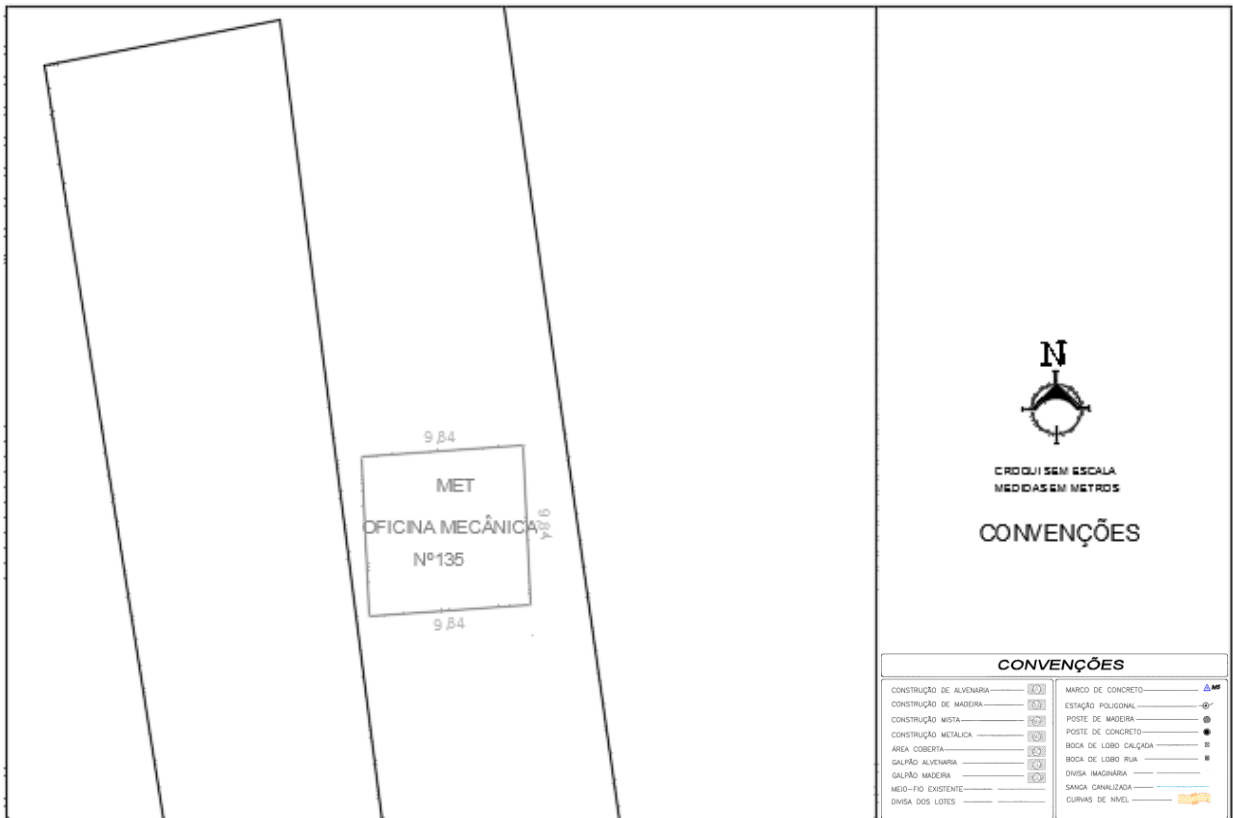 9,84
MET
OFICINA MECÂNICA
9,84
Nº135
9,84
N
CROQUI SEM ESCALA
MEDIDAS EM METROS
CONVENÇÕES
CONVENÇÕES
CONSTRUÇÃO DE ALVENARIA
CONSTRUÇÃO DE MADEIRA
CONSTRUÇÃO MISTA
CONSTRUÇÃO METÁLICA
ÁREA COBERTA
GALPÃO ALVENARIA
GALPÃO MADEIRA
MEIO-FIO EXISTENTE
DIVISA DOS LOTES
MARCO DE CONCRETO
ESTAÇÃO POLIGONAL
POSTE DE MADEIRA
POSTE DE CONCRETO
BOCA DE LOBO CALÇADA
BOCA DE LOBO RUA
DIVISA IMAGINÁRIA
SANGA CANALIZADA
CURVAS DE NÍVEL